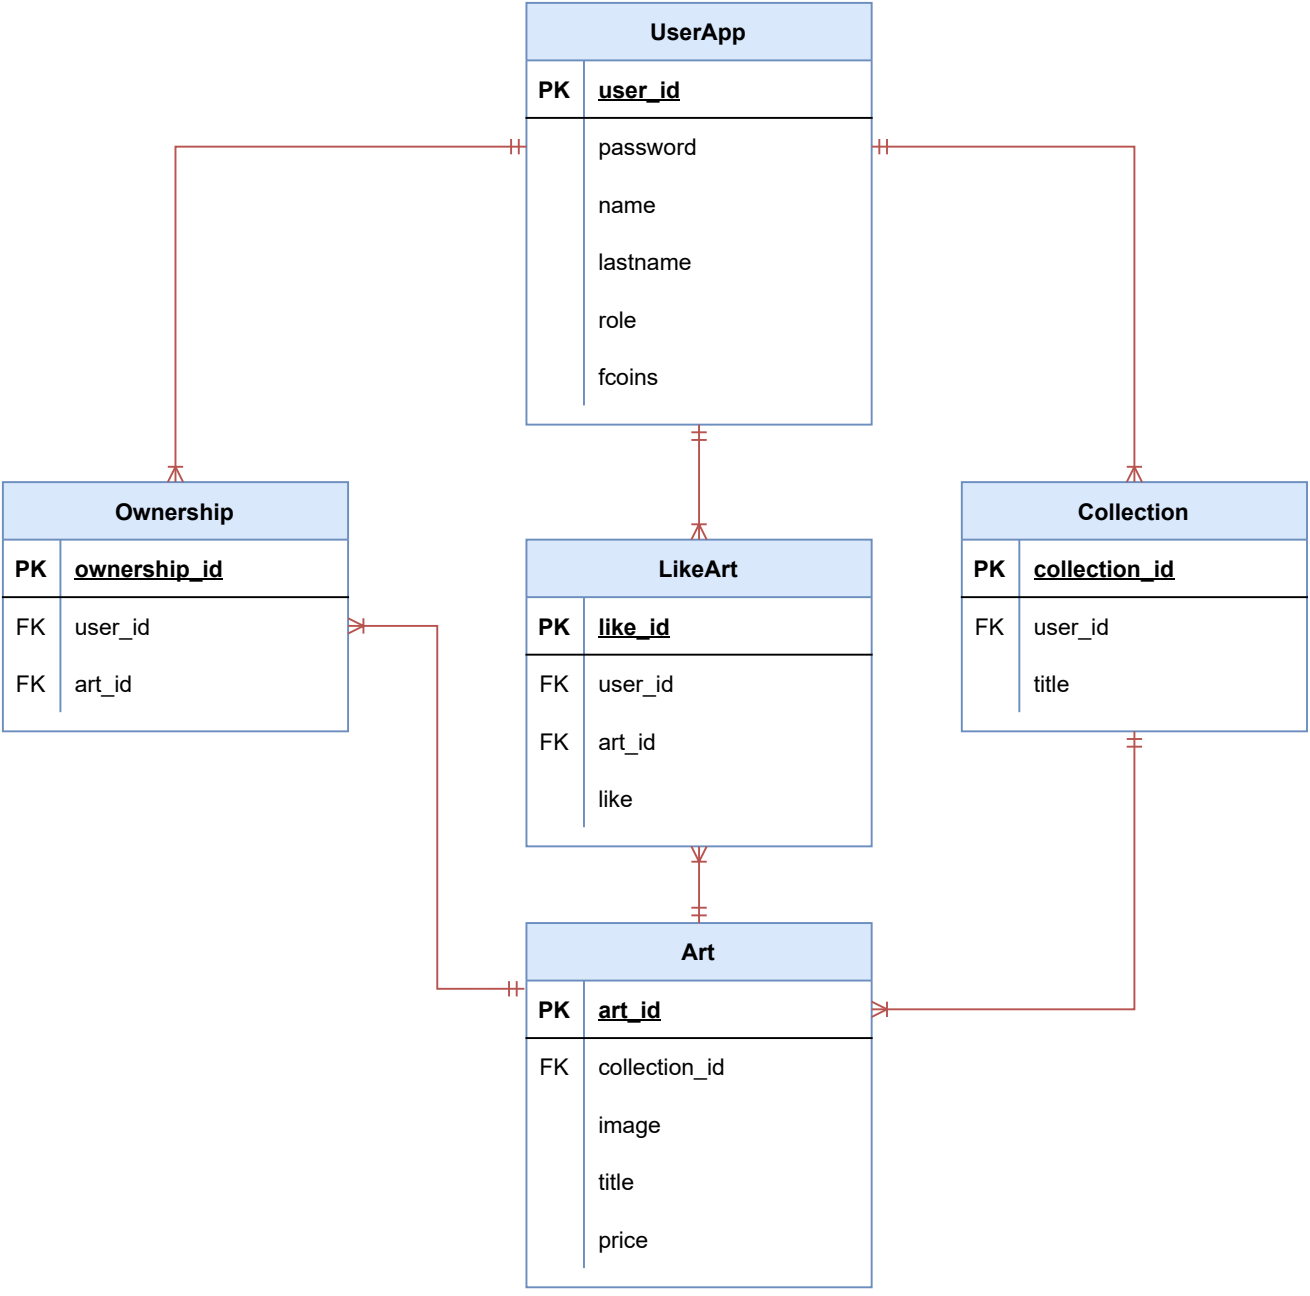 UserApp
PK user_id
password
name
lastname
role
fcoins
Ownership
PK ownership_id
FK user_id
FK art_id
LikeArt
PK like_id
FK user_id
FK art_id
like
Collection
PK collection_id
FK user_id
title
Art
PK art_id
FK collection_id
image
title
price